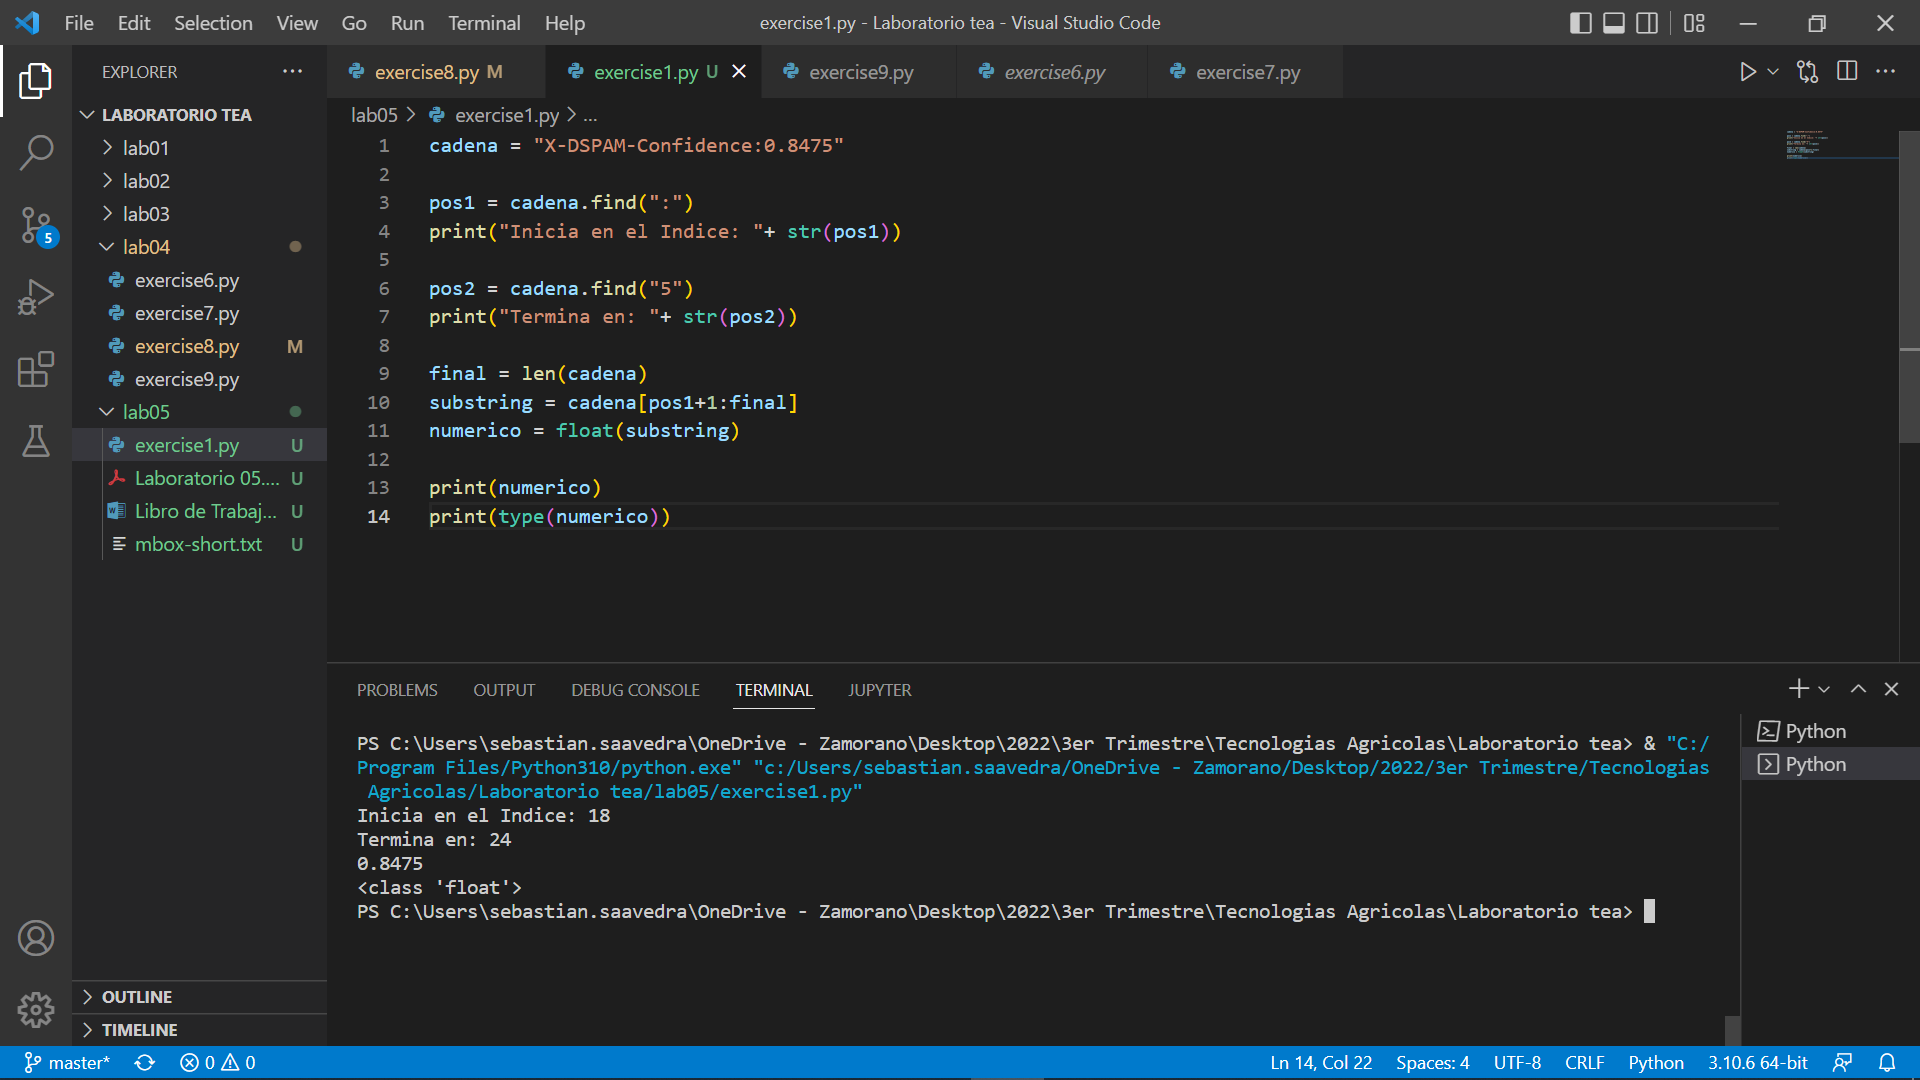 File Edit Selection View Go Run Terminal Help
exercise1.py - Laboratorio tea - Visual Studio Code
EXPLORER
LABORATORIO TEA
lab01
lab02
lab03
lab04
exercise6.py
exercise7.py
exercise8.py M
exercise9.py
lab05
exercise1.py U
Laboratorio 05.... U
Libro de Trabaj... U
mbox-short.txt U
OUTLINE
TIMELINE
5
exercise8.py M
exercise1.py U
exercise9.py
exercise6.py
exercise7.py
lab05 > exercise1.py > ...
1 cadena = "X-DSPAM-Confidence:0.8475"
2
3 pos1 = cadena.find(":")
4 print("Inicia en el Indice: "+ str(pos1))
5
6 pos2 = cadena.find("5")
7 print("Termina en: "+ str(pos2))
8
9 final = len(cadena)
10 substring = cadena[pos1+1:final]
11 numerico = float(substring)
12
13 print(numerico)
14 print(type(numerico))
PROBLEMS OUTPUT DEBUG CONSOLE TERMINAL JUPYTER
PS C:\Users\sebastian.saavedra\OneDrive - Zamorano\Desktop\2022\3er Trimestre\Tecnologias Agricolas\Laboratorio tea> & "C:/
Program Files/Python310/python.exe" "c:/Users/sebastian.saavedra/OneDrive - Zamorano/Desktop/2022/3er Trimestre/Tecnologias
Agricolas/Laboratorio tea/lab05/exercise1.py"
Inicia en el Indice: 18
Termina en: 24
0.8475
<class 'float'>
PS C:\Users\sebastian.saavedra\OneDrive - Zamorano\Desktop\2022\3er Trimestre\Tecnologias Agricolas\Laboratorio tea>
Python
Python
master* 0 0
Ln 14, Col 22 Spaces: 4 UTF-8 CRLF Python 3.10.6 64-bit